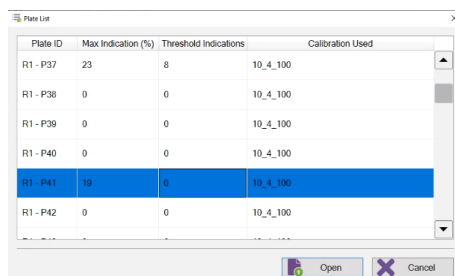 Plate List
Plate ID Max Indication (%) Threshold Indications Calibration Used
R1 - P37 23 8 10_4_100
R1 - P38 0 0 10_4_100
R1 - P39 0 0 10_4_100
R1 - P40 0 0 10_4_100
R1 - P41 19 0 10_4_100
R1 - P42 0 0 10_4_100
Open Cancel